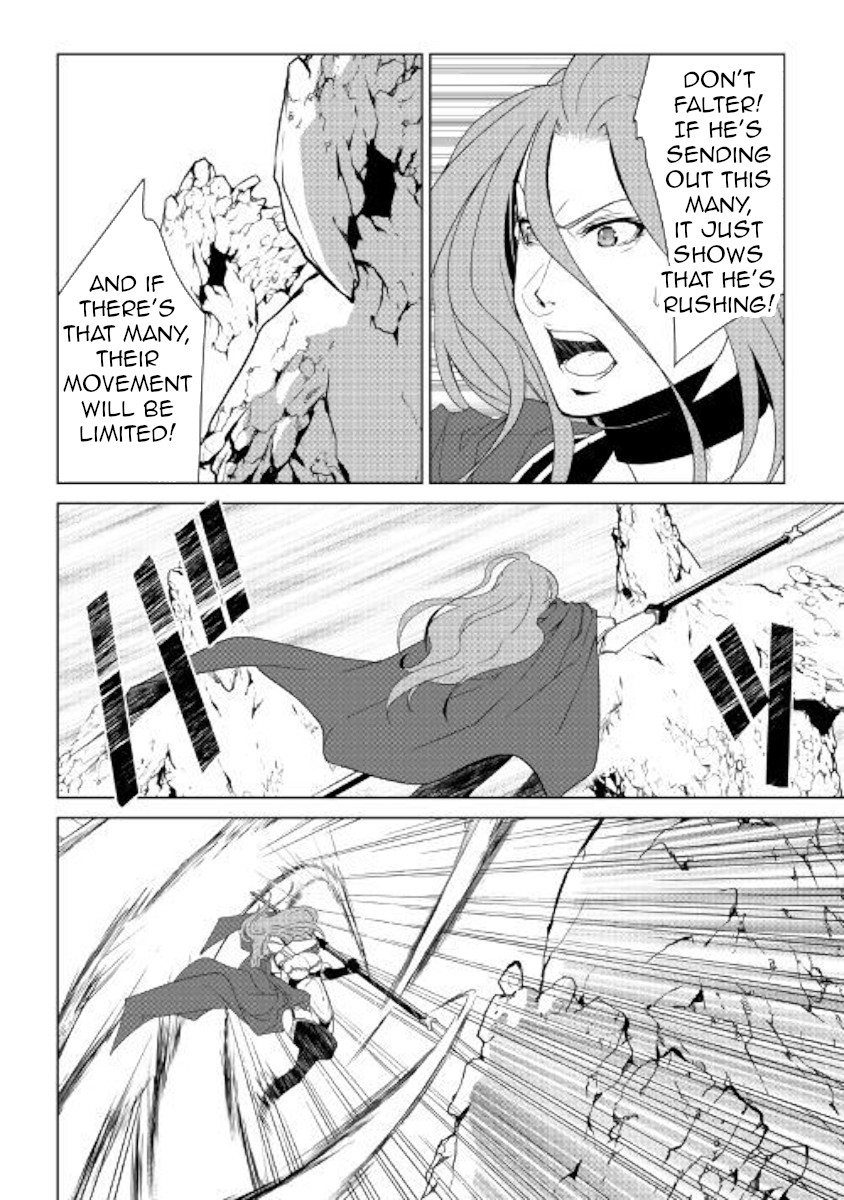 DON'T
FALTER!
IF HE'S
SENDING
OUT THIS
MANY,
IT JUST
SHOWS
THAT HE'S
RUSHING!
AND IF
THERE'S
THAT MANY,
THEIR
MOVEMENT
WILL BE
LIMITED!